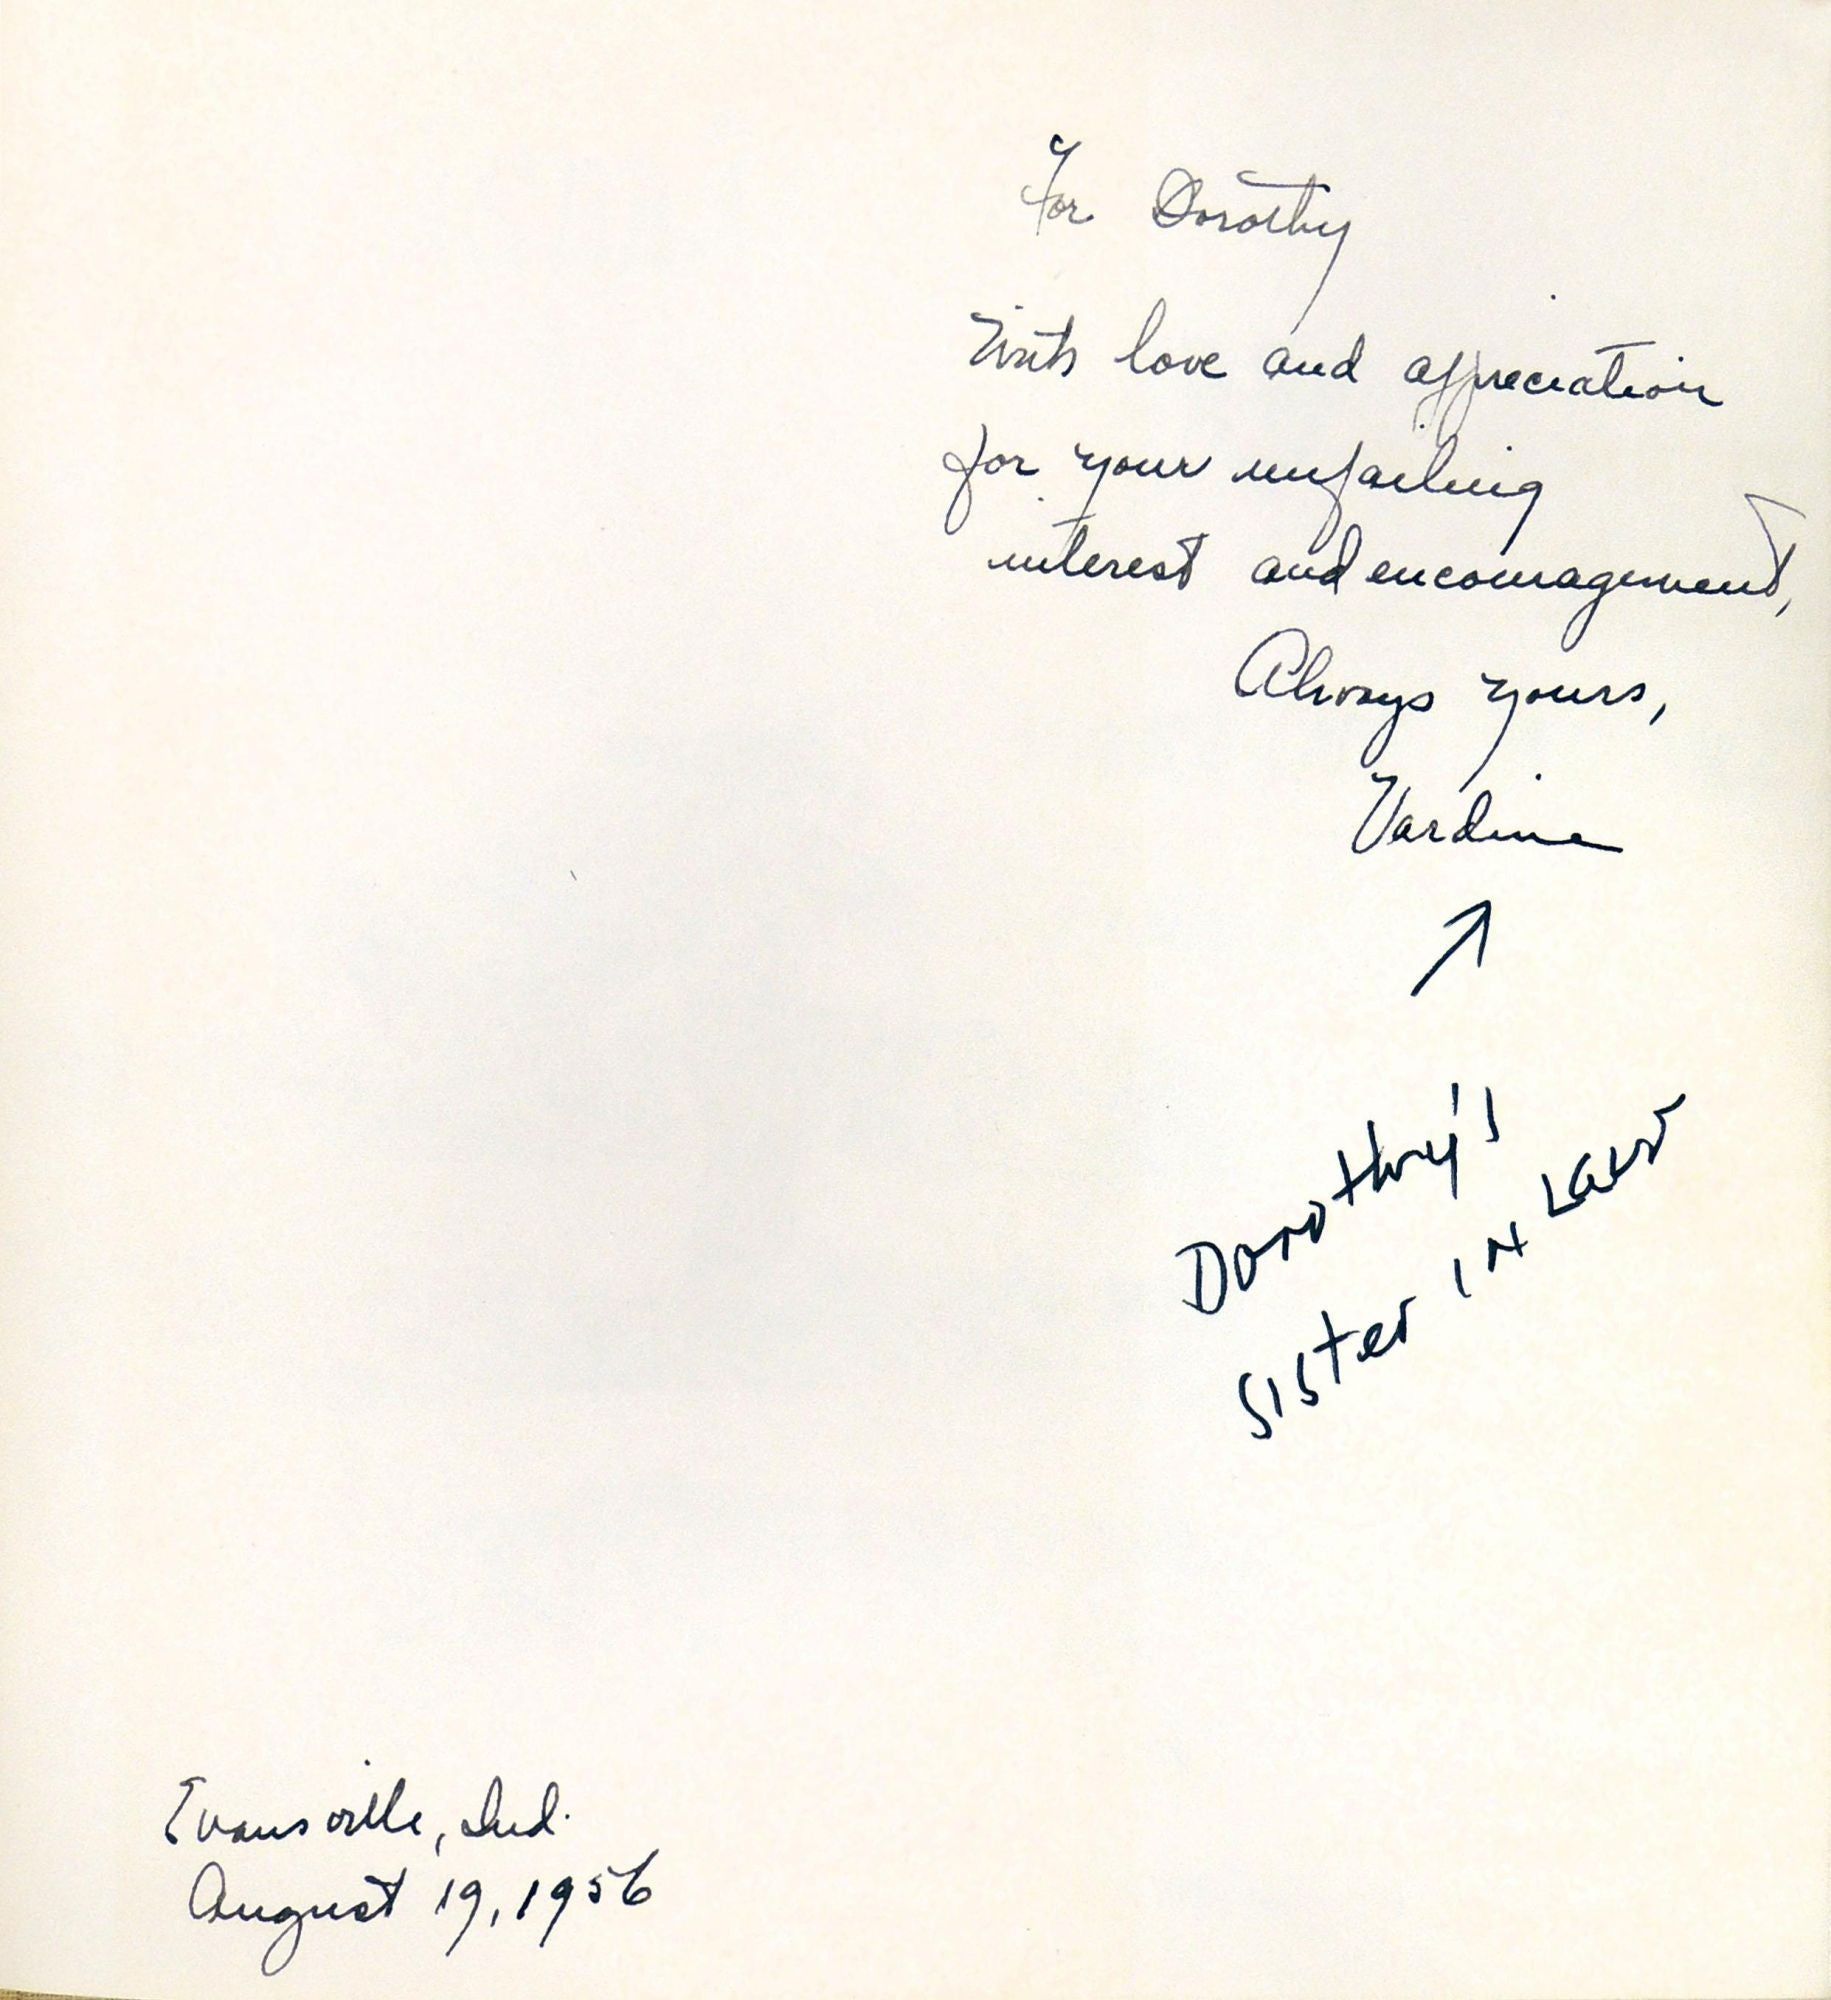 For Dorothy
With love and appreciation
for your unfailing
interest and encouragement,
Always yours,
Vardine
Dorothy's
Sister IN Law
Evansville, Ind.
August 19, 1956